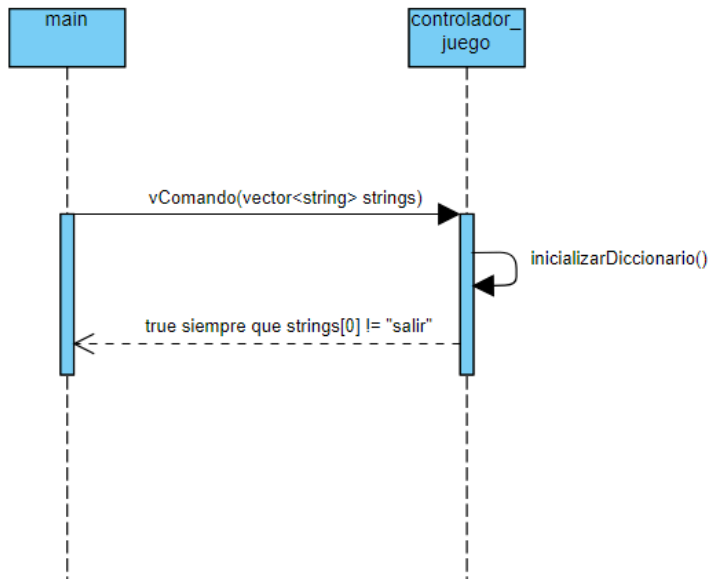 main
controlador_
juego
vComando(vector<string> strings)
inicializarDiccionario()
true siempre que strings[0] != "salir"